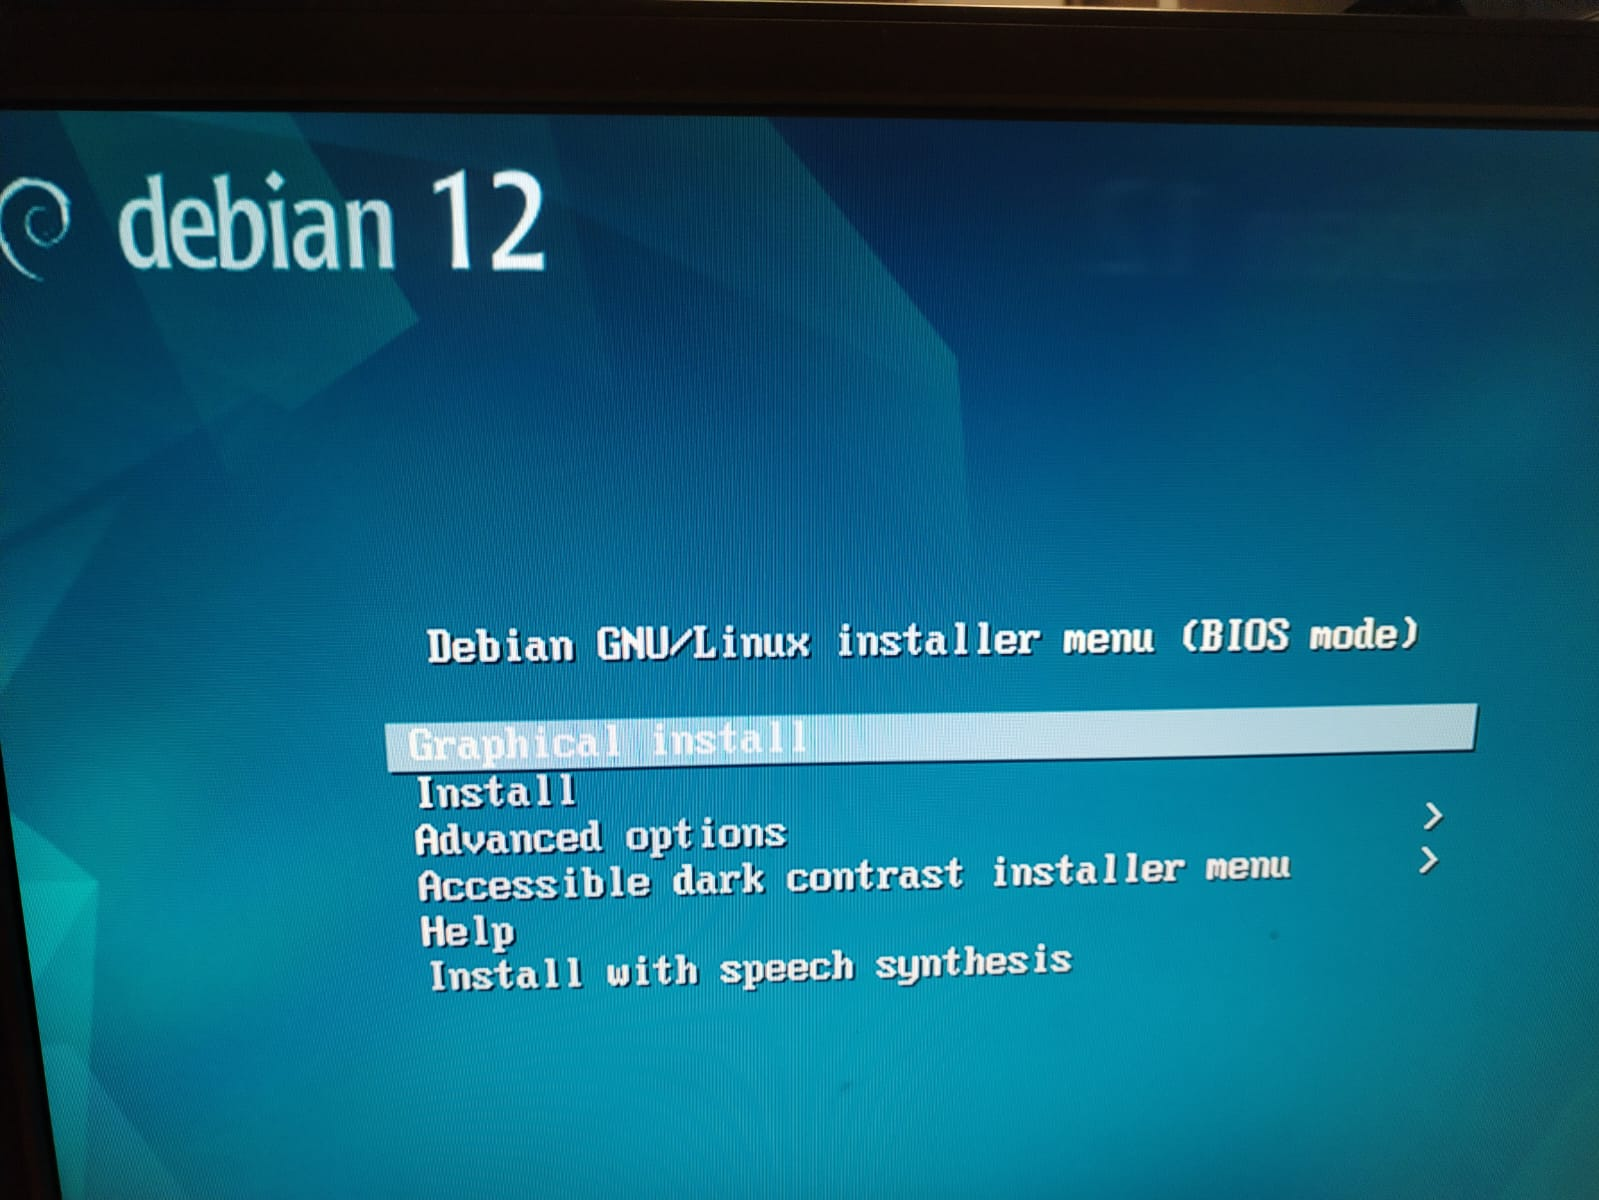 debian 12
Debian GNU/Linux installer menu (BIOS mode)
Graphical install
Install
Advanced options >
Accessible dark contrast installer menu >
Help
Install with speech synthesis